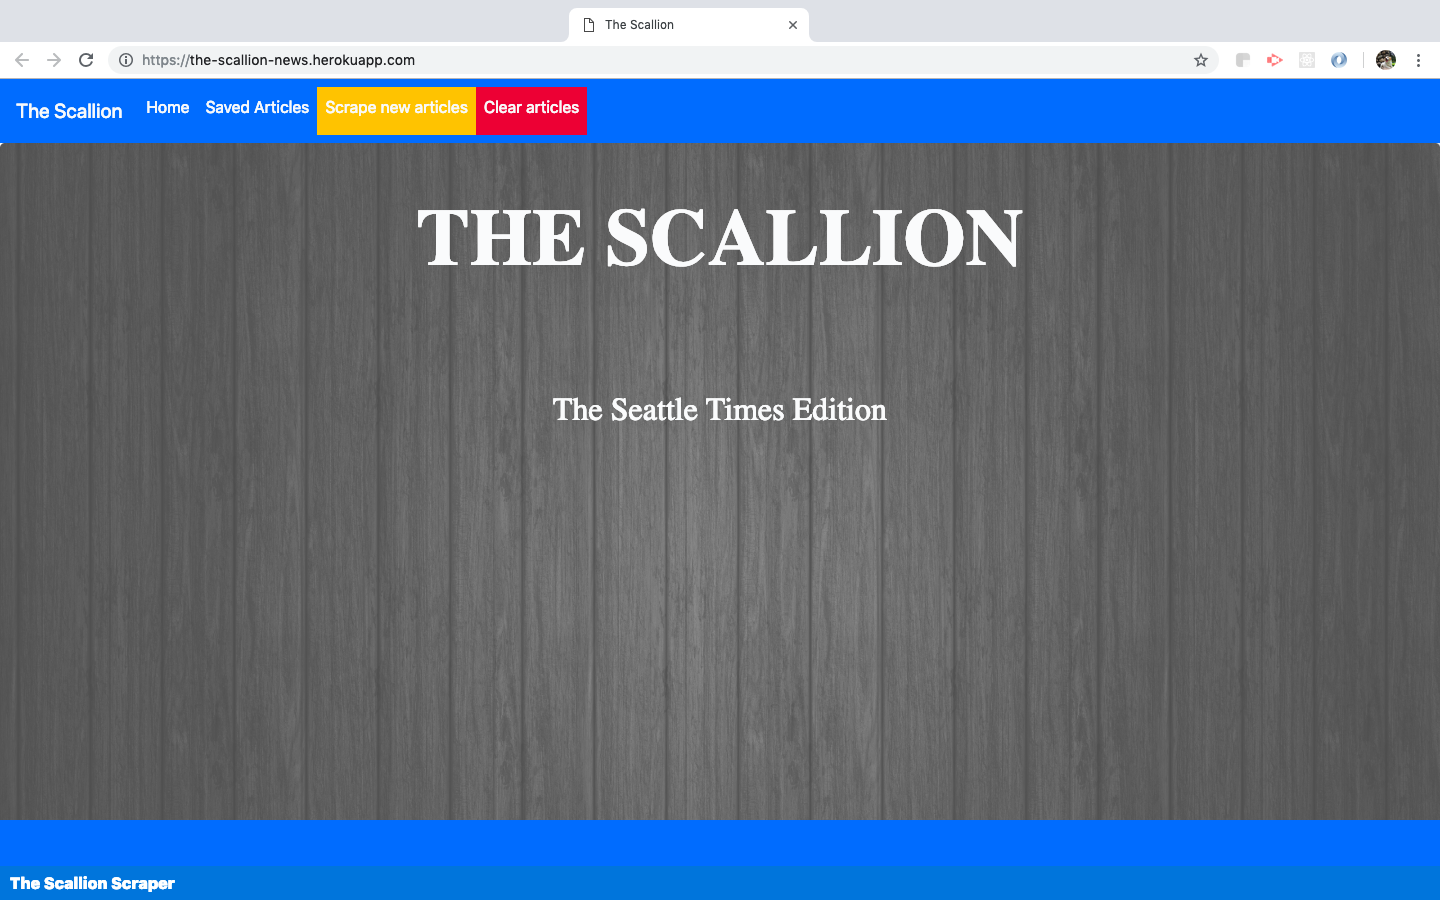 The Scallion
https://the-scallion-news.herokuapp.com
The Scallion Home Saved Articles Scrape new articles Clear articles
THE SCALLION
The Seattle Times Edition
The Scallion Scraper